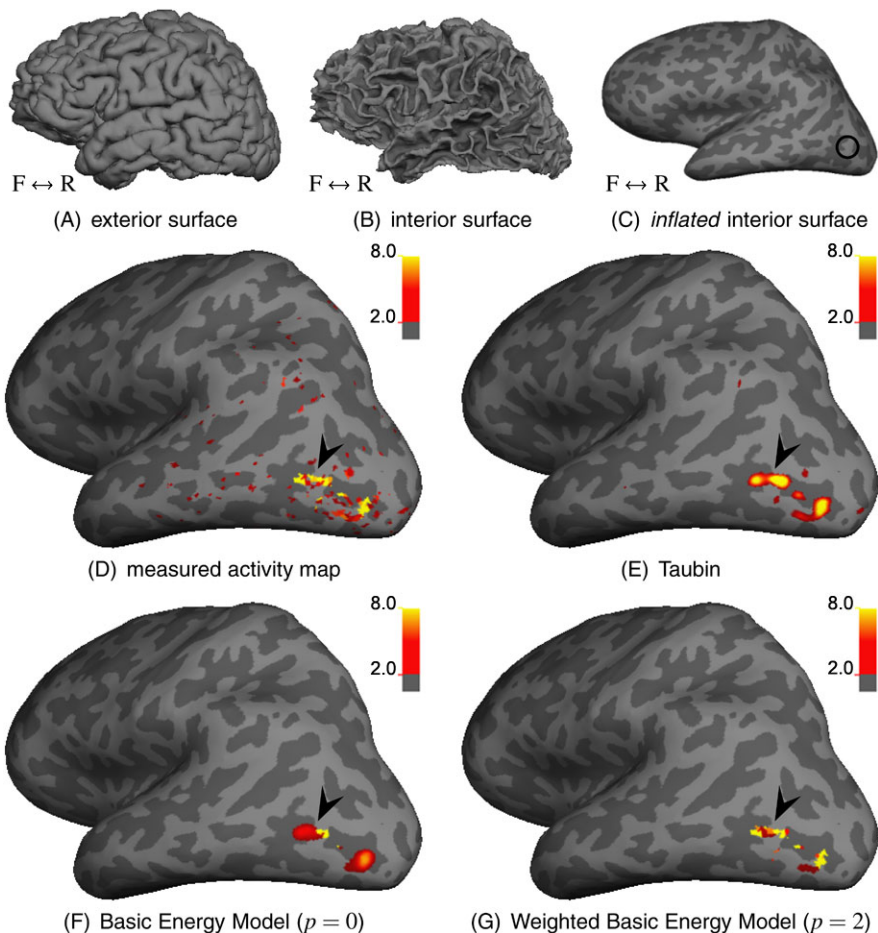 F ↔ R
F ↔ R
F ↔ R
(A) exterior surface
(B) interior surface
(C) inflated interior surface
8.0
2.0
8.0
2.0
(D) measured activity map
(E) Taubin
8.0
2.0
8.0
2.0
(F) Basic Energy Model (p = 0)
(G) Weighted Basic Energy Model (p = 2)